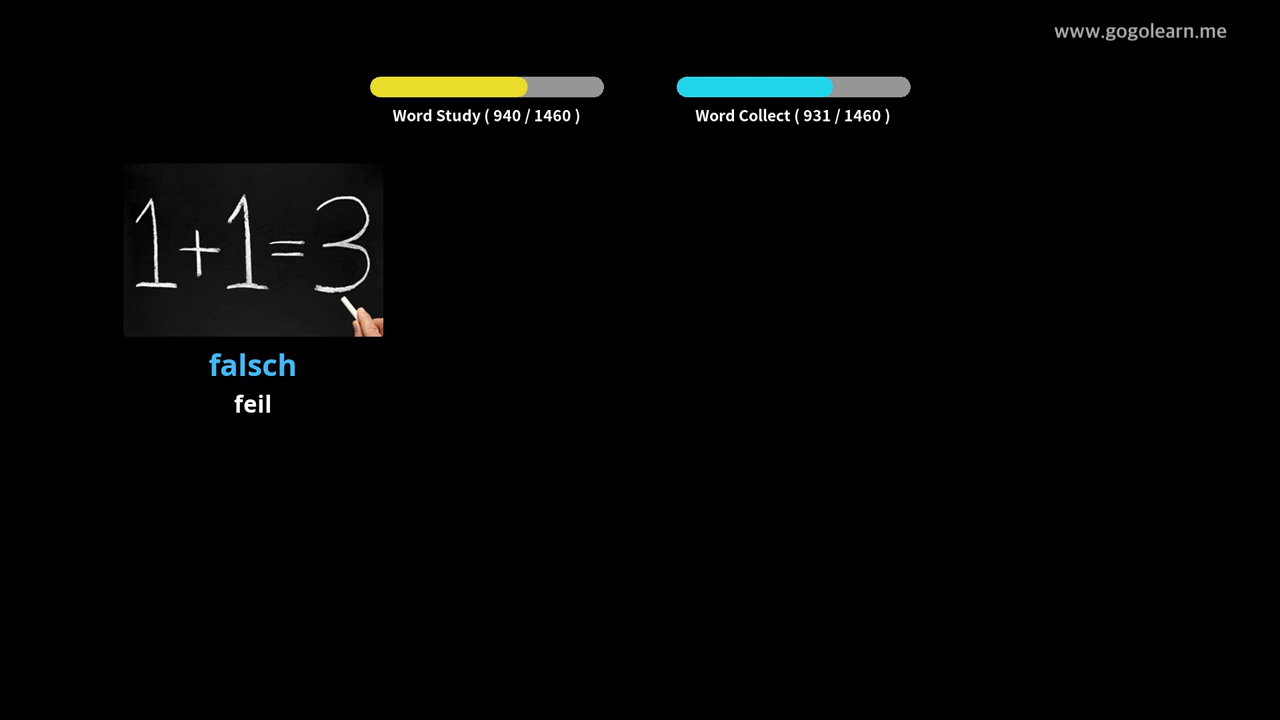 www.gogolearn.me
Word Study ( 940 / 1460 )
Word Collect ( 931 / 1460 )
1+1=3
falsch
feil